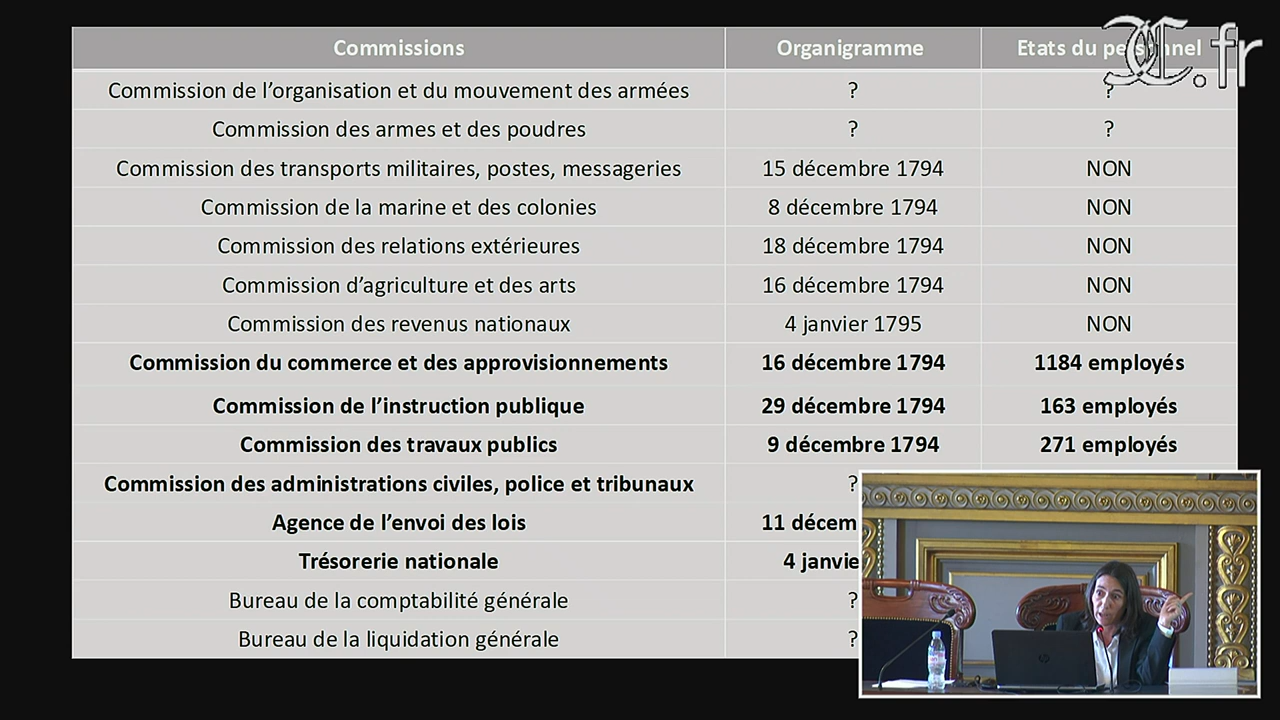 Commissions Organigramme Etats du personnel
Commission de l’organisation et du mouvement des armées ? ?
Commission des armes et des poudres ? ?
Commission des transports militaires, postes, messageries 15 décembre 1794 NON
Commission de la marine et des colonies 8 décembre 1794 NON
Commission des relations extérieures 18 décembre 1794 NON
Commission d’agriculture et des arts 16 décembre 1794 NON
Commission des revenus nationaux 4 janvier 1795 NON
Commission du commerce et des approvisionnements 16 décembre 1794 1184 employés
Commission de l’instruction publique 29 décembre 1794 163 employés
Commission des travaux publics 9 décembre 1794 271 employés
Commission des administrations civiles, police et tribunaux ?
Agence de l’envoi des lois 11 décem
Trésorerie nationale 4 janvie
Bureau de la comptabilité générale ?
Bureau de la liquidation générale ?
.fr
hp